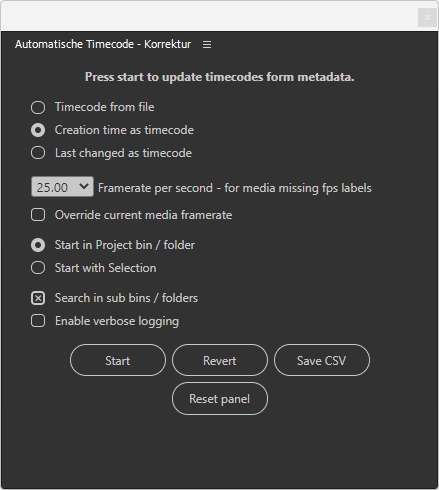 Automatische Timecode - Korrektur
Press start to update timecodes form metadata.
Timecode from file
Creation time as timecode
Last changed as timecode
25.00 Framerate per second - for media missing fps labels
Override current media framerate
Start in Project bin / folder
Start with Selection
Search in sub bins / folders
Enable verbose logging
Start Revert Save CSV
Reset panel